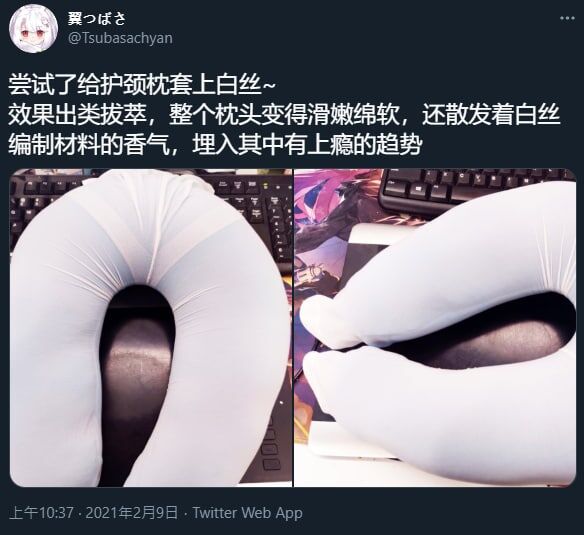 翼つばさ
@Tsubasachyan
尝试了给护颈枕套上白丝~
效果出类拔萃，整个枕头变得滑嫩绵软，还散发着白丝
编制材料的香气，埋入其中有上瘾的趋势
上午10:37 · 2021年2月9日 · Twitter Web App